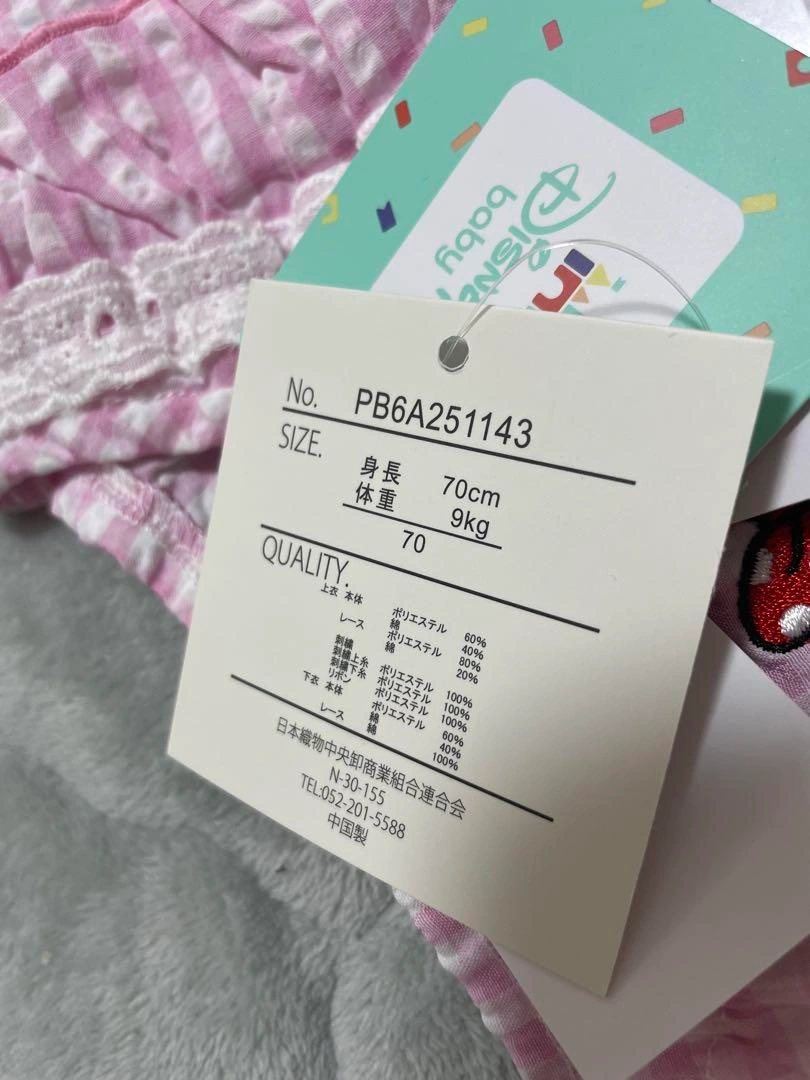 Disney
baby
No. PB6A251143
SIZE.
身長 70cm
体重 9kg
70
QUALITY.
上衣 本体 ポリエステル 60%
綿 40%
レース ポリエステル 80%
綿 20%
刺繍 ポリエステル 100%
刺繍上糸 ポリエステル 100%
刺繍下糸 ポリエステル 100%
リボン
下衣 本体 ポリエステル 60%
綿 40%
レース 綿 100%
日本織物中央卸商業組合連合会
N-30-155
TEL:052-201-5588
中国製